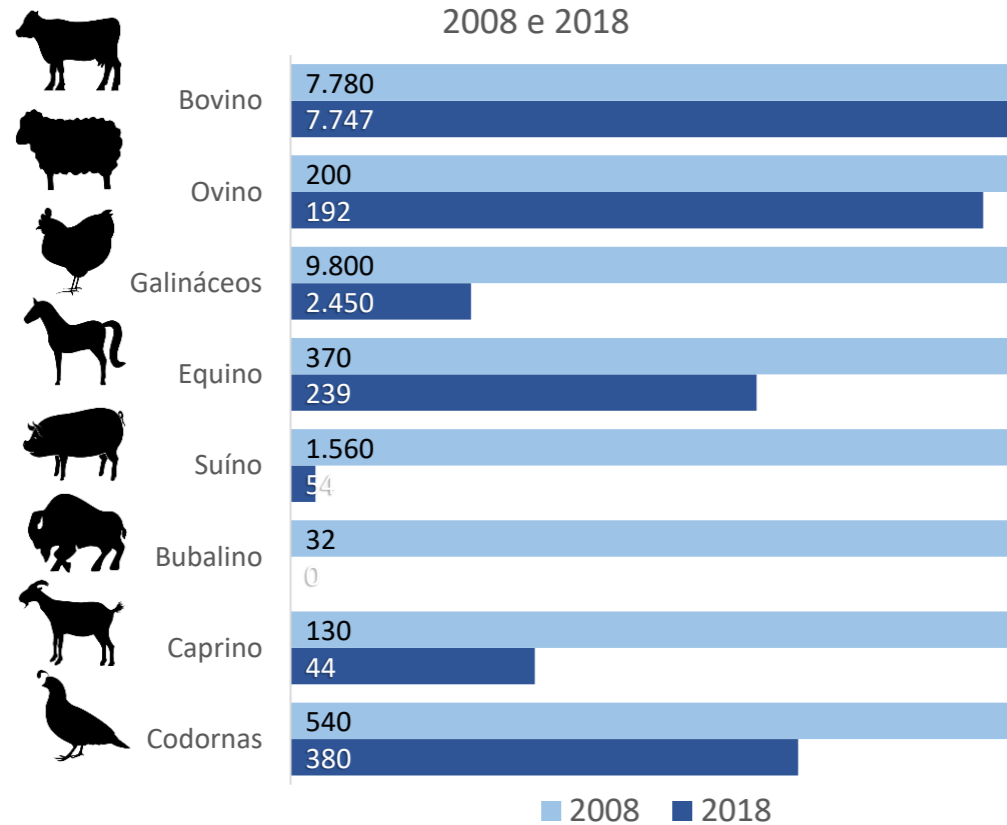 2008 e 2018
Bovino
7.780
7.747
Ovino
200
192
Galináceos
9.800
2.450
Equino
370
239
Suíno
1.560
54
Bubalino
32
0
Caprino
130
44
Codornas
540
380
2008 2018